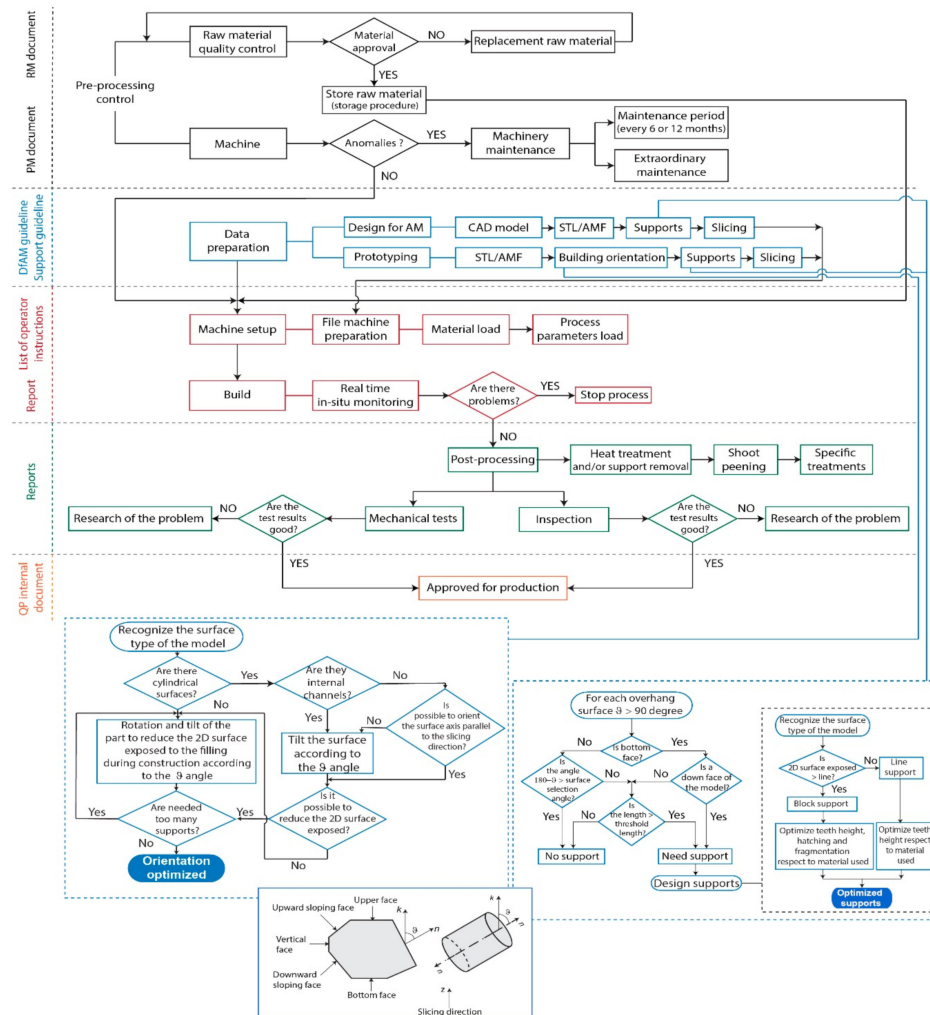 RM document
Raw material
quality control
Material
approval
NO
Replacement raw material
YES
Pre-processing
control
Store raw material
(storage procedure)
PM document
Machine
Anomalies ?
YES
Machinery
maintenance
Maintenance period
(every 6 or 12 months)
Extraordinary
maintenance
NO
DfAM guideline
Support guideline
Data
preparation
Design for AM
CAD model
STL/AMF
Supports
Slicing
Prototyping
STL/AMF
Building orientation
Supports
Slicing
List of operator
instructions
Machine setup
File machine
preparation
Material load
Process
parameters load
Report
Build
Real time
in-situ monitoring
Are there
problems?
YES
Stop process
NO
Reports
Post-processing
Heat treatment
and/or support removal
Shoot
peening
Specific
treatments
Research of the problem
NO
Are the
test results
good?
Mechanical tests
Inspection
Are the
test results
good?
NO
Research of the problem
YES
YES
QP internal
document
Approved for production
Recognize the surface
type of the model
Are there
cylindrical
surfaces?
Yes
Are they
internal
channels?
No
No
Yes
No
Is
possible to orient
the surface axis parallel
to the slicing
direction?
Rotation and tilt of the
part to reduce the 2D surface
exposed to the filling
during construction according
to the ϑ angle
Tilt the surface
according to
the ϑ angle
Yes
Yes
Are needed
too many
supports?
Yes
Is it
possible to
reduce the 2D surface
exposed?
No
No
Orientation
optimized
For each overhang
surface ϑ > 90 degree
No
Is bottom
face?
Yes
Is
the angle
180-ϑ > surface
selection
angle?
No
No
Is a
down face of
the model?
Is
the length >
threshold
length?
Yes
No
Yes
Yes
No support
Need support
Design supports
Recognize the surface
type of the model
Is
2D surface exposed
> line?
No
Line
support
Yes
Block support
Optimize teeth height,
hatching and
fragmentation
respect to material used
Optimize teeth
height respect
to material
used
Optimized
supports
Upper face
Upward sloping face
k
ϑ
n
k
ϑ
n
Vertical
face
Downward
sloping face
n
Bottom face
z
Slicing direction